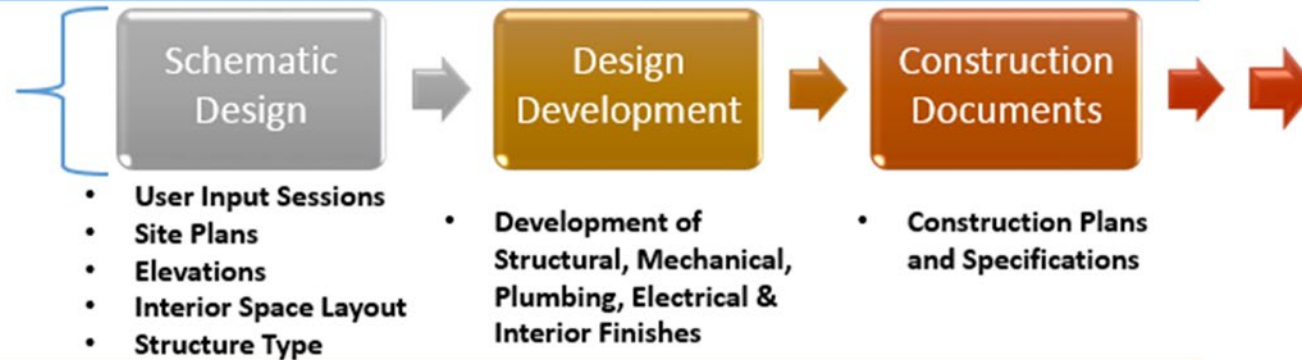 Schematic
Design
• User Input Sessions
• Site Plans
• Elevations
• Interior Space Layout
• Structure Type
Design
Development
• Development of
Structural, Mechanical,
Plumbing, Electrical &
Interior Finishes
Construction
Documents
• Construction Plans
and Specifications